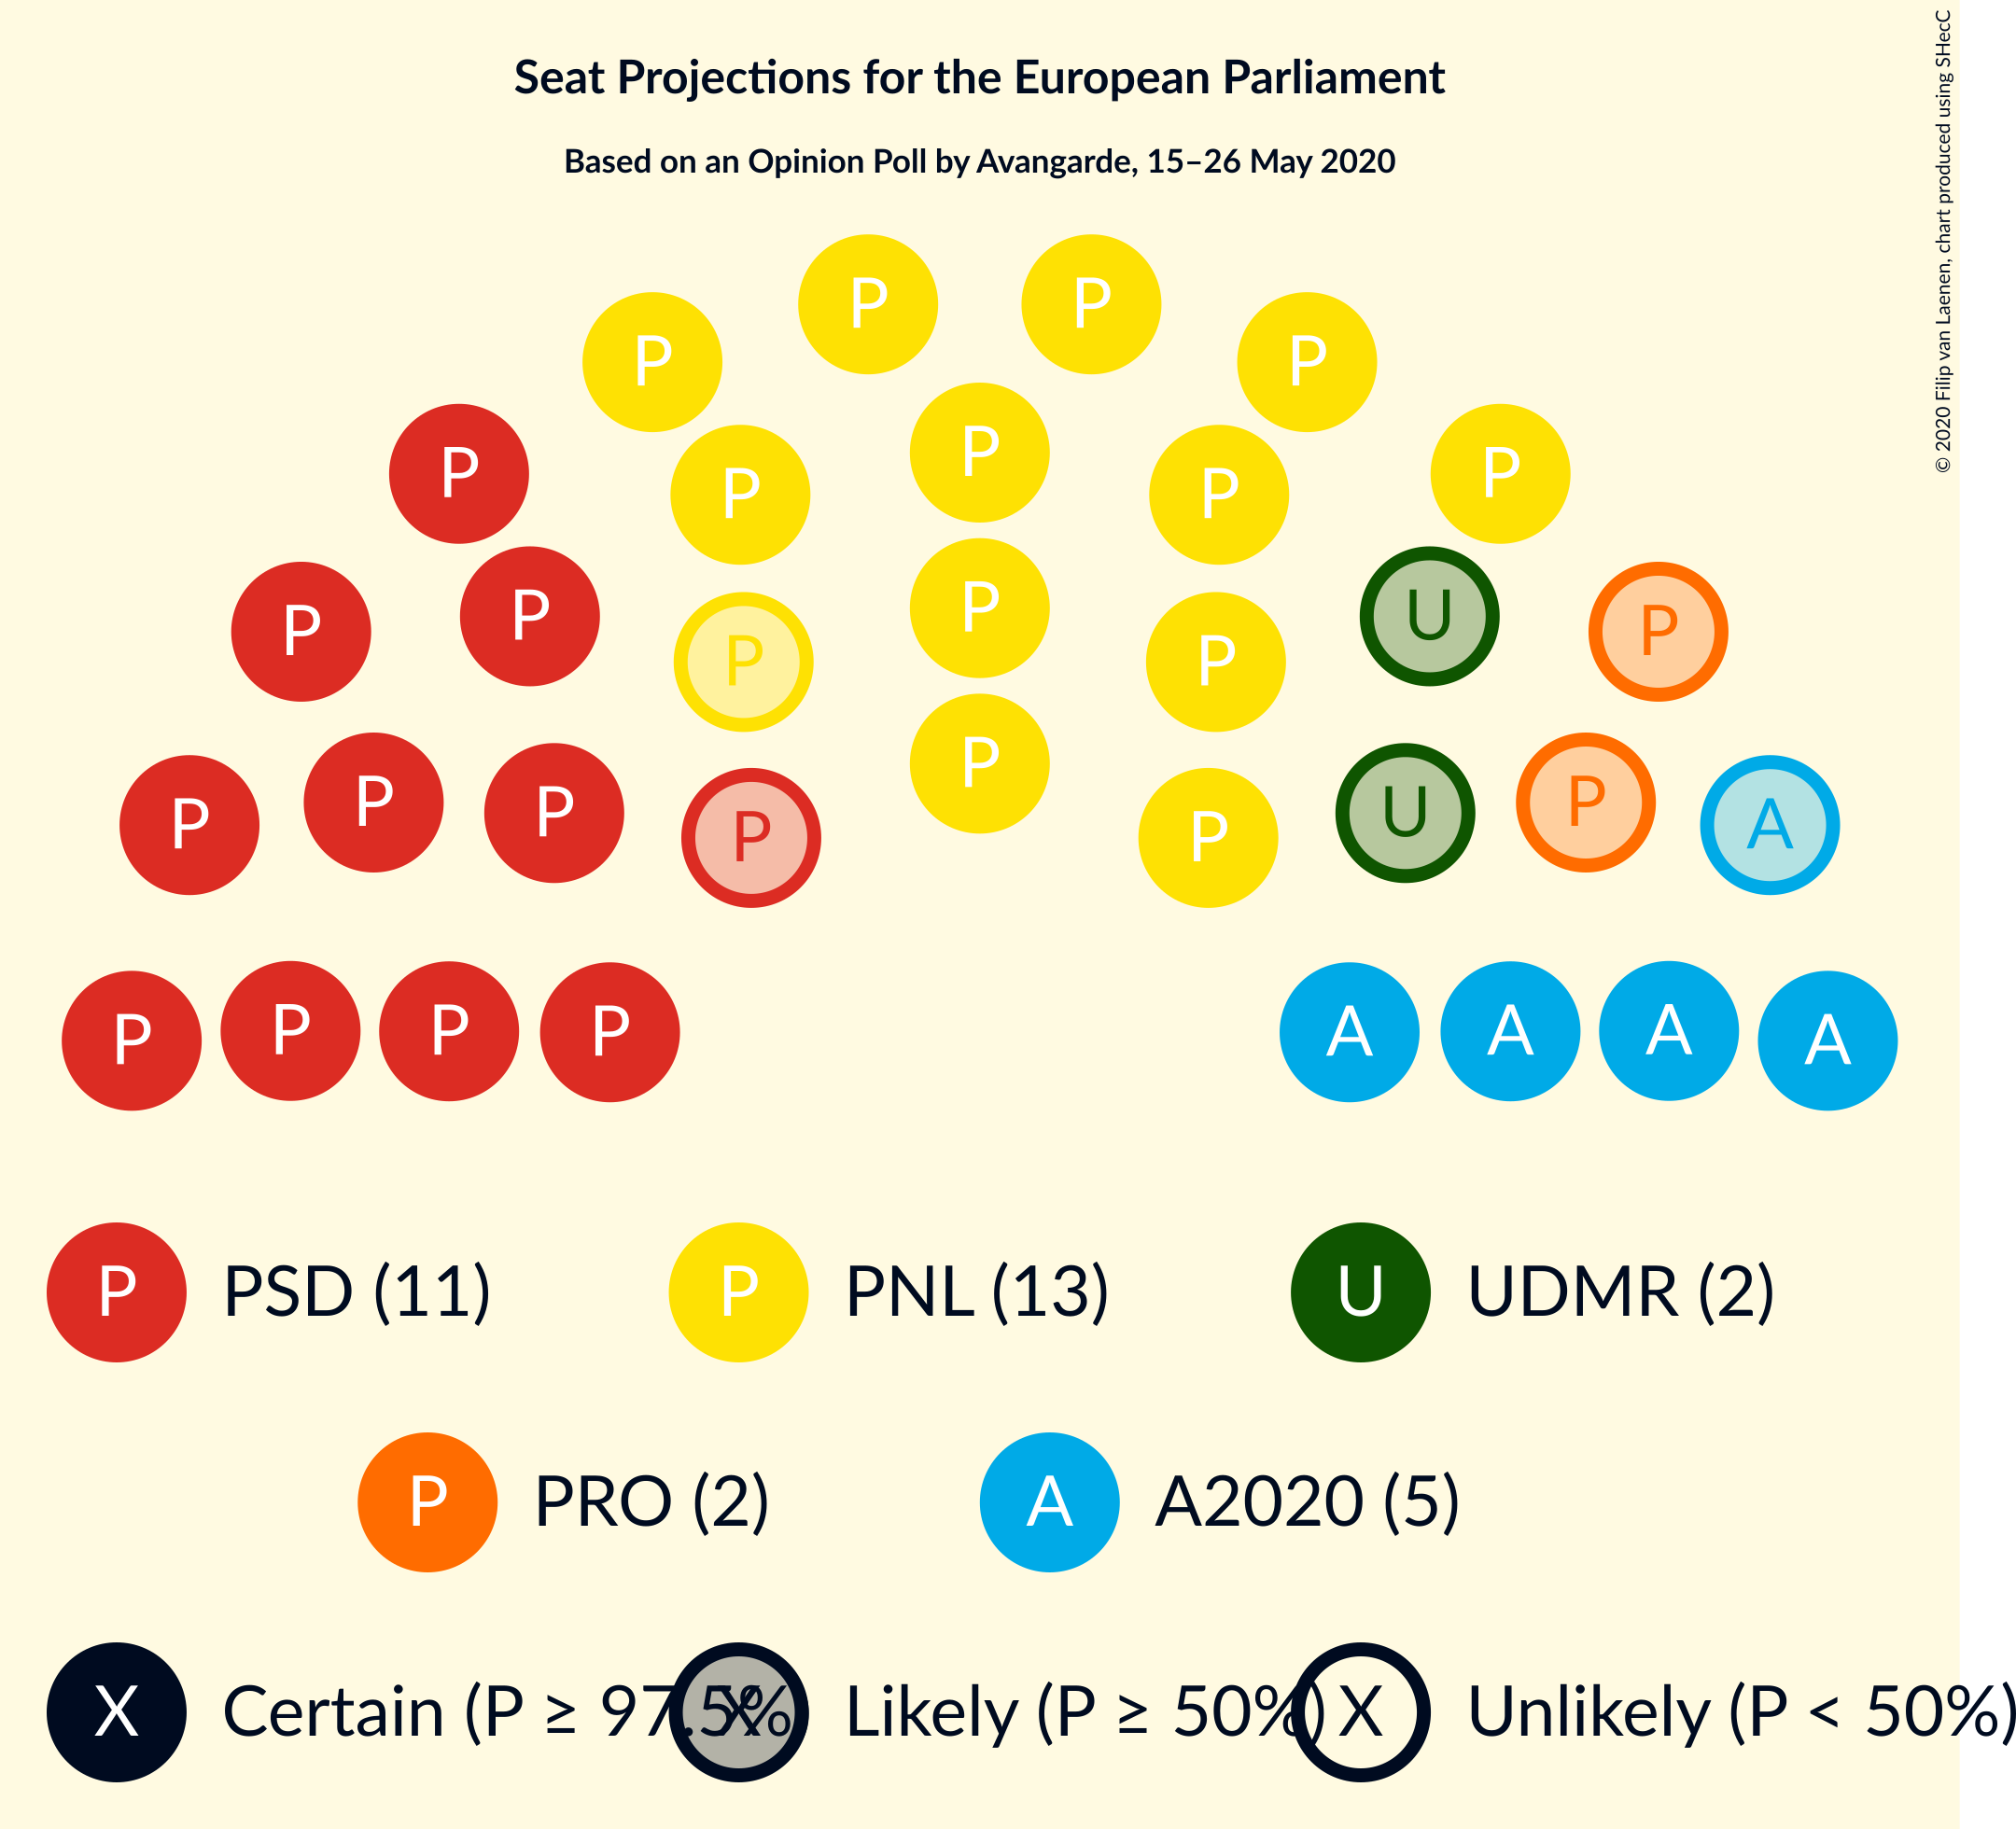 Seat Projections for the European Parliament
Based on an Opinion Poll by Avangarde, 15–26 May 2020
© 2020 Filip van Laenen, chart produced using SHecC
P P
P P
P P P P P
P P P U P
P P
P
P P P P P U P A
P P P P A A A A
P PSD (11) P PNL (13) U UDMR (2)
P PRO (2) A A2020 (5)
X Certain (P ≥ 97.5% X Likely (P ≥ 50%) X Unlikely (P < 50%)